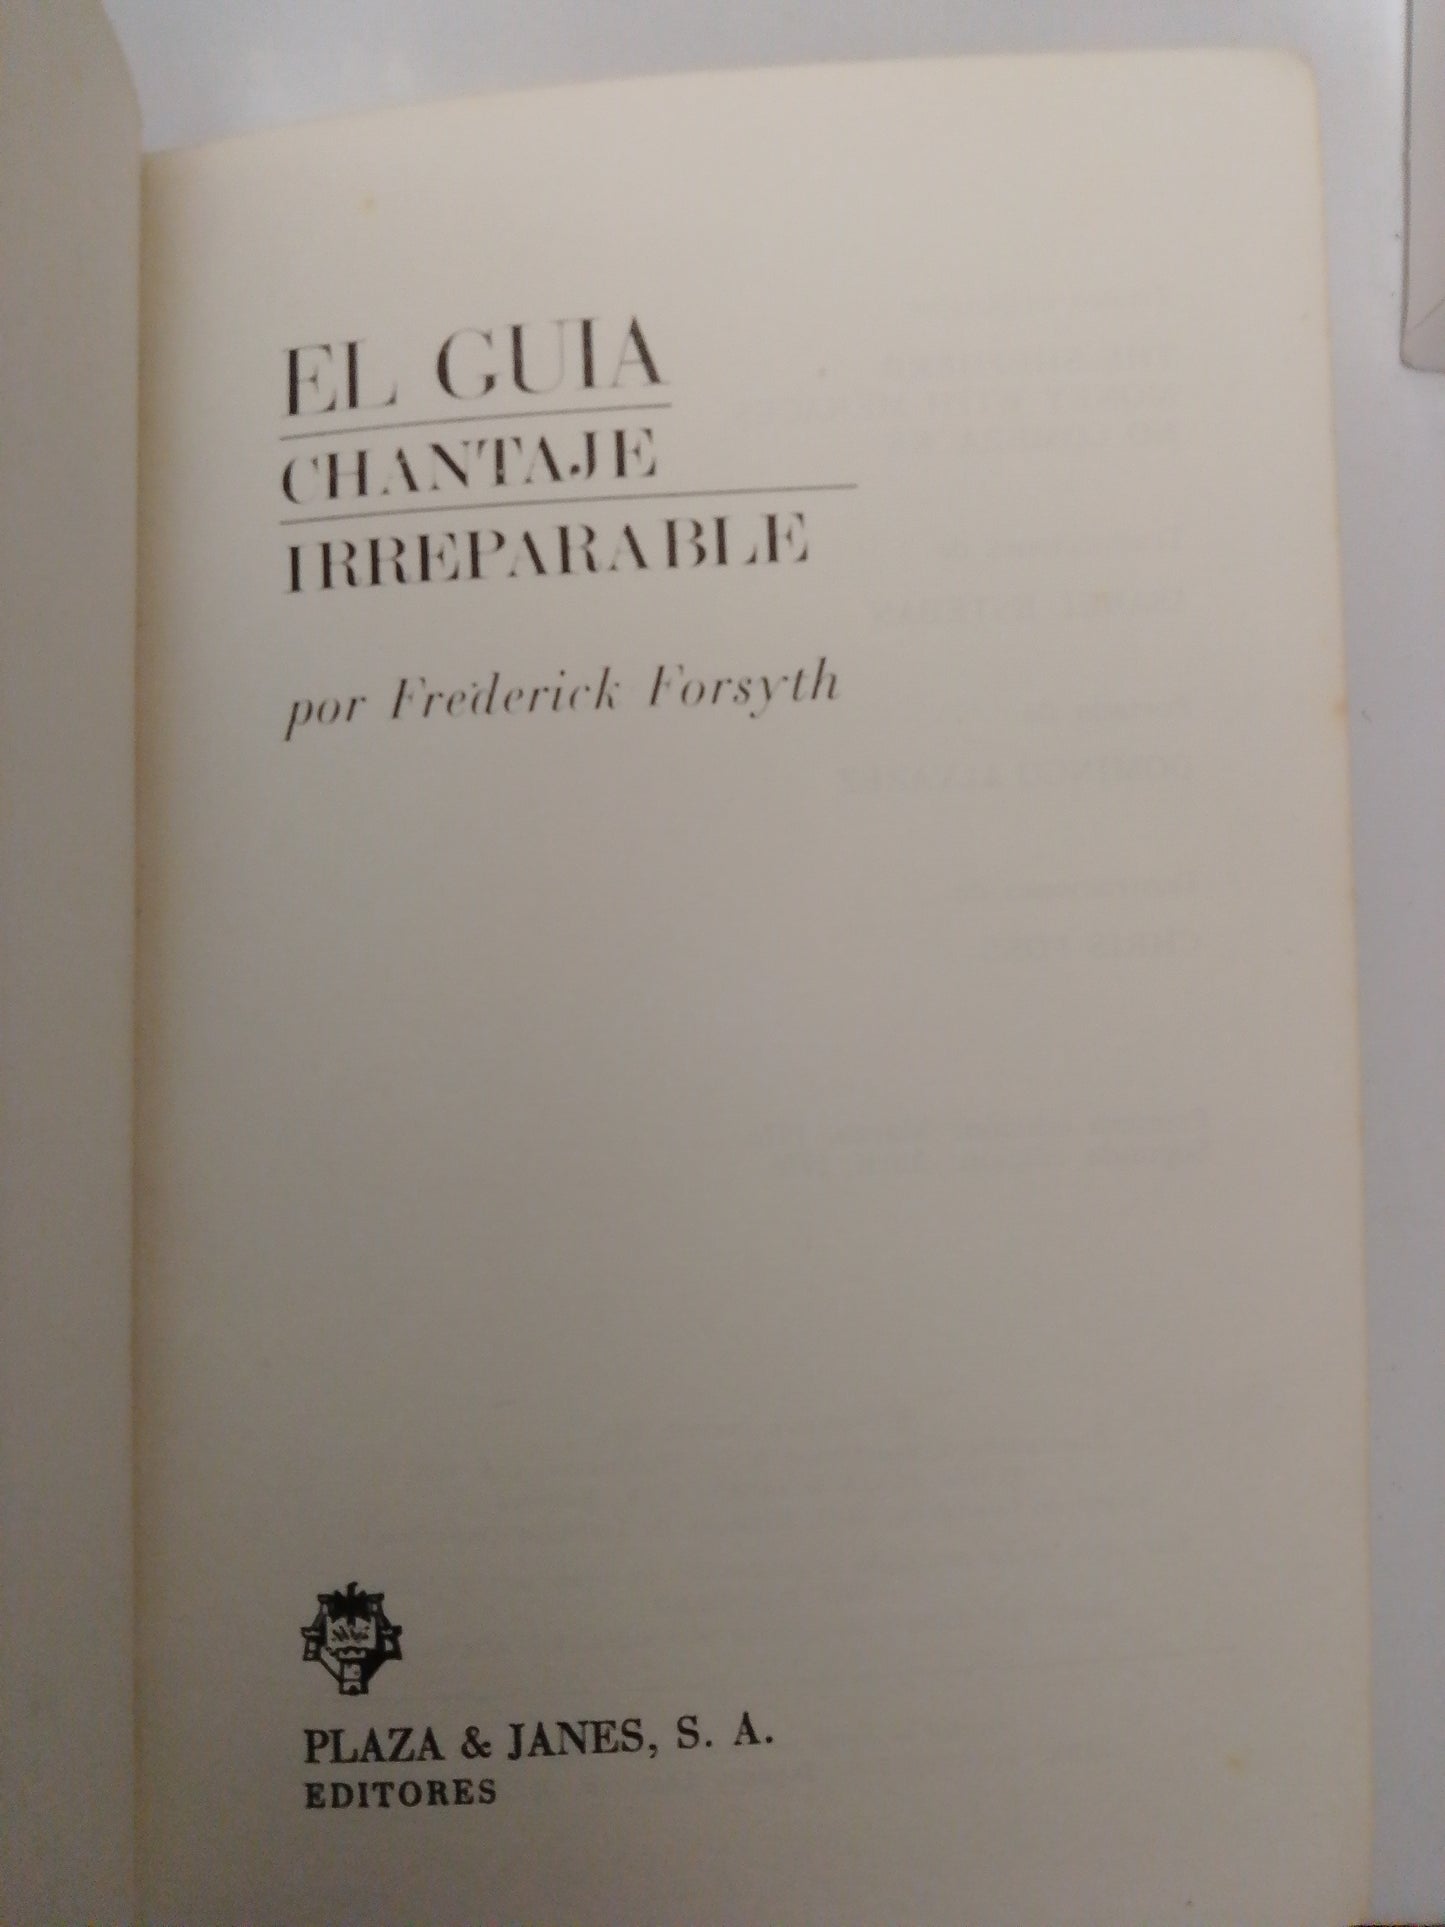 EL GUIA
CHANTAJE
IRREPARABLE
por Frederick Forsyth
PLAZA & JANES, S. A.
EDITORES